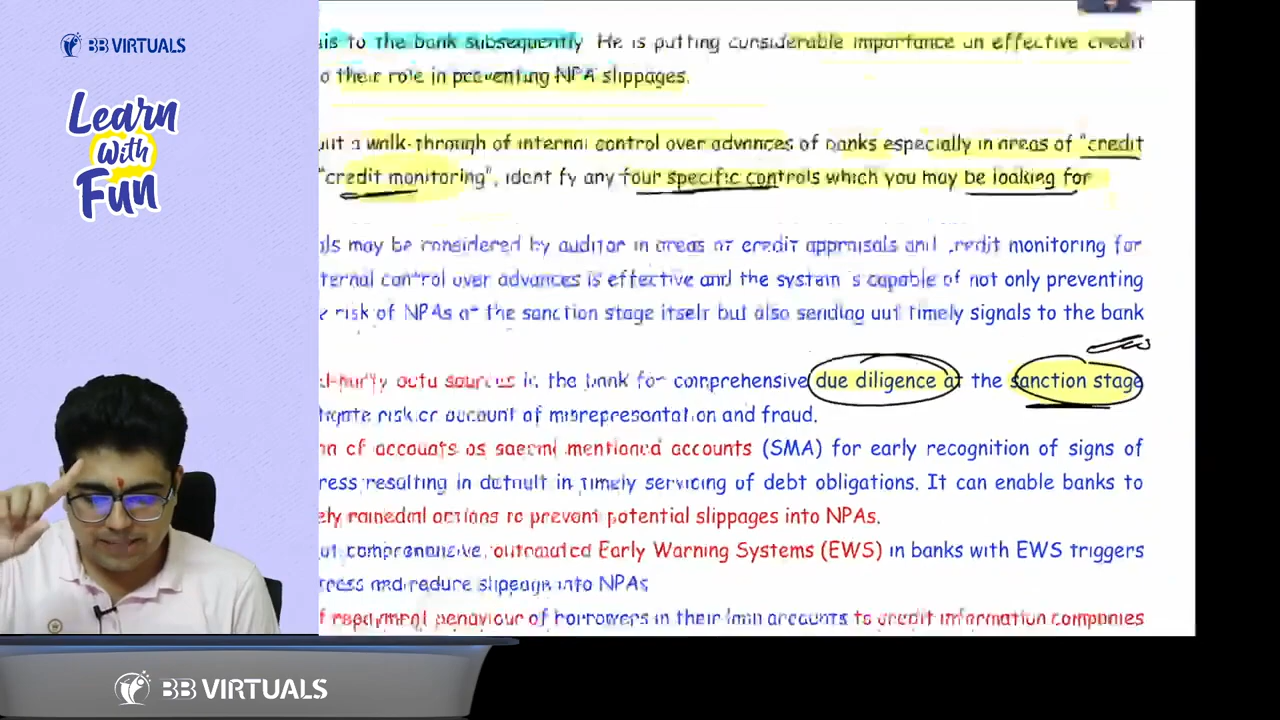 BB VIRTUALS
Learn
With
Fun
is to the bank subsequently He is putting considerable importance on effective credit
o their role in preventing NPA slippages.
ut a walk-through of internal control over advances of banks especially in areas of "credit
"credit monitoring", identify any four specific controls which you may be looking for
ls may be considered by auditor in areas of credit appraisals and credit monitoring for
ternal control over advances is effective and the system is capable of not only preventing
e risk of NPAs at the sanction stage itself but also sending out timely signals to the bank
sources in the bank for comprehensive due diligence at the sanction stage
risk on account of misrepresentation and fraud.
n of accounts as special mentioned accounts (SMA) for early recognition of signs of
ress resulting in default in timely servicing of debt obligations. It can enable banks to
ely remedial actions to prevent potential slippages into NPAs.
ut comprehensive, automated Early Warning Systems (EWS) in banks with EWS triggers
ress and reduce slippage into NPAs
f repayment behaviour of borrowers in their loan accounts to credit information companies
BB VIRTUALS